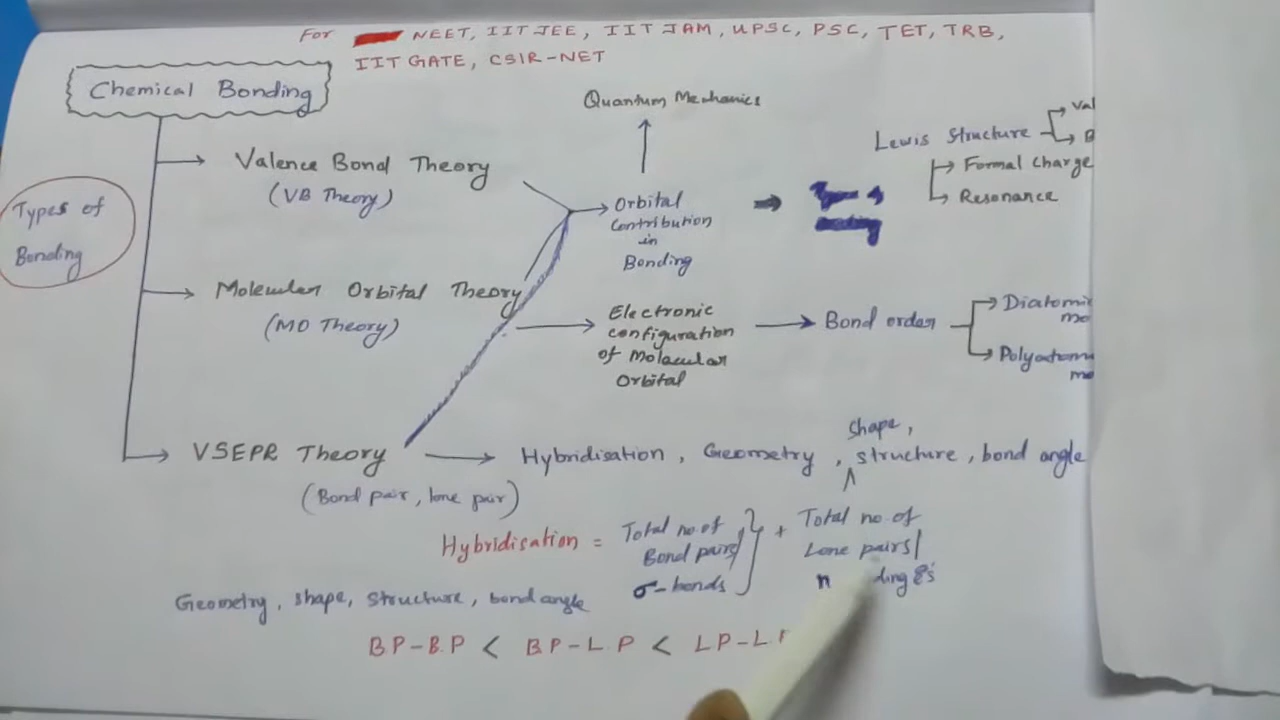 For NEET, IIT JEE, IIT JAM, UPSC, PSC, TET, TRB,
IIT GATE, CSIR-NET
Chemical Bonding
Types of
Bonding
Valence Bond Theory
(VB Theory)
Molecular Orbital Theory
(MO Theory)
VSEPR Theory
(Bond pair, lone pair)
Quantum Mechanics
Orbital
Contribution
in
Bonding
Electronic
configuration
of Molecular
Orbital
Bond order
Lewis Structure
Formal charge
Resonance
Hybridisation, Geometry, structure, bond angle
shape,
Hybridisation = Total no. of
Bond pairs/
σ-bonds
+ Total no. of
Lone pairs/
Geometry, shape, structure, bond angle
B.P-B.P < B.P-L.P < LP-L